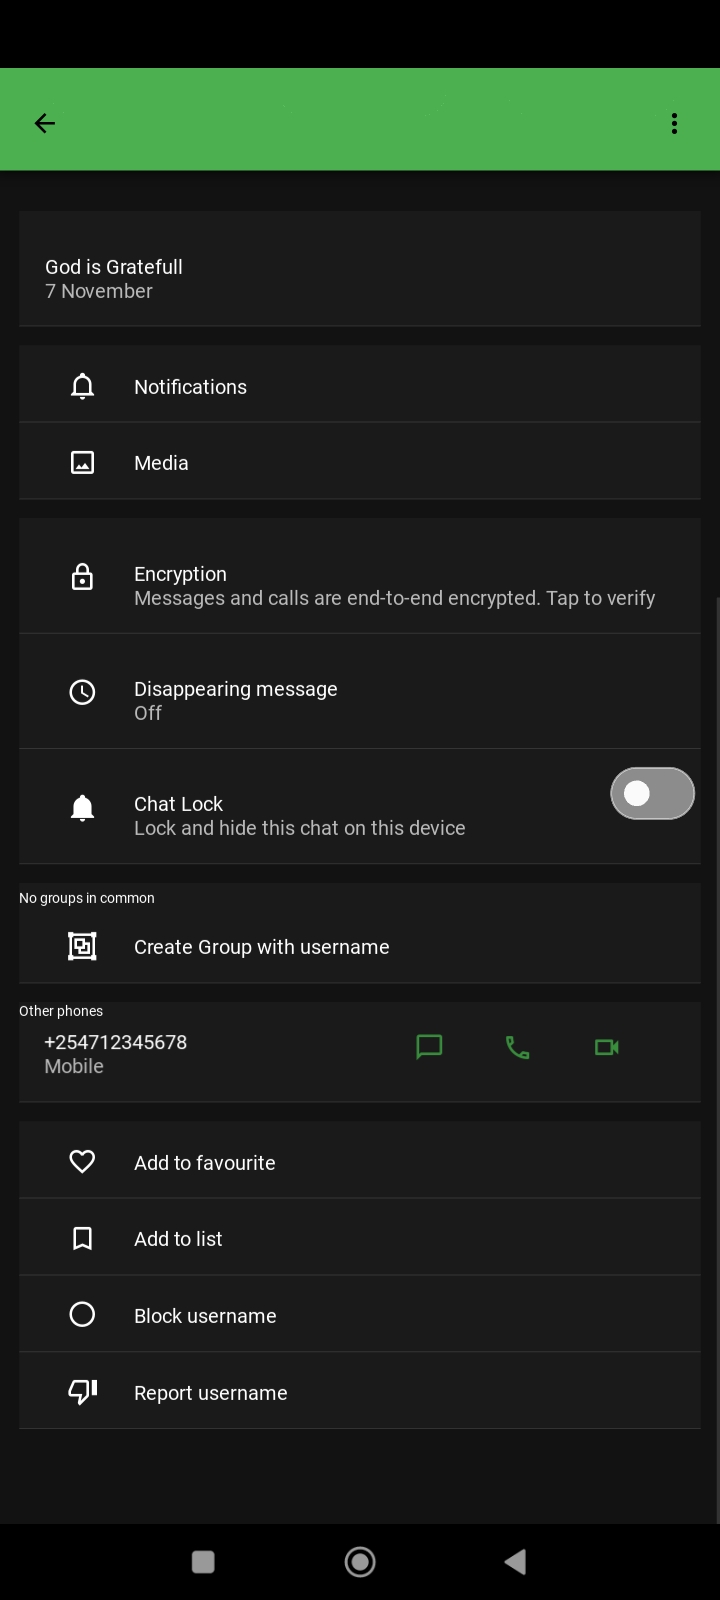 God is Gratefull
7 November
Notifications
Media
Encryption
Messages and calls are end-to-end encrypted. Tap to verify
Disappearing message
Off
Chat Lock
Lock and hide this chat on this device
No groups in common
Create Group with username
Other phones
+254712345678
Mobile
Add to favourite
Add to list
Block username
Report username